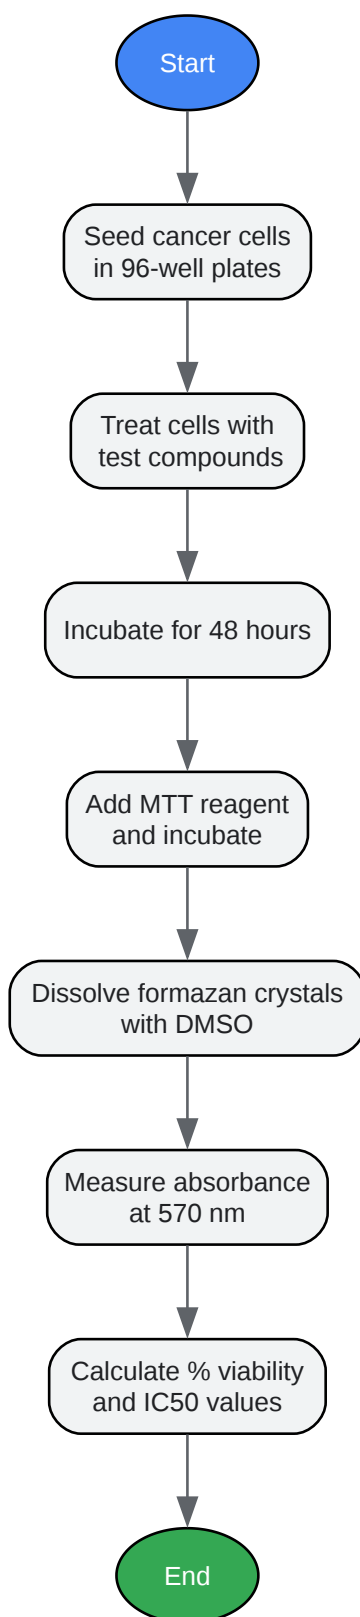 Start
Seed cancer cells
in 96-well plates
Treat cells with
test compounds
Incubate for 48 hours
Add MTT reagent
and incubate
Dissolve formazan crystals
with DMSO
Measure absorbance
at 570 nm
Calculate % viability
and IC50 values
End